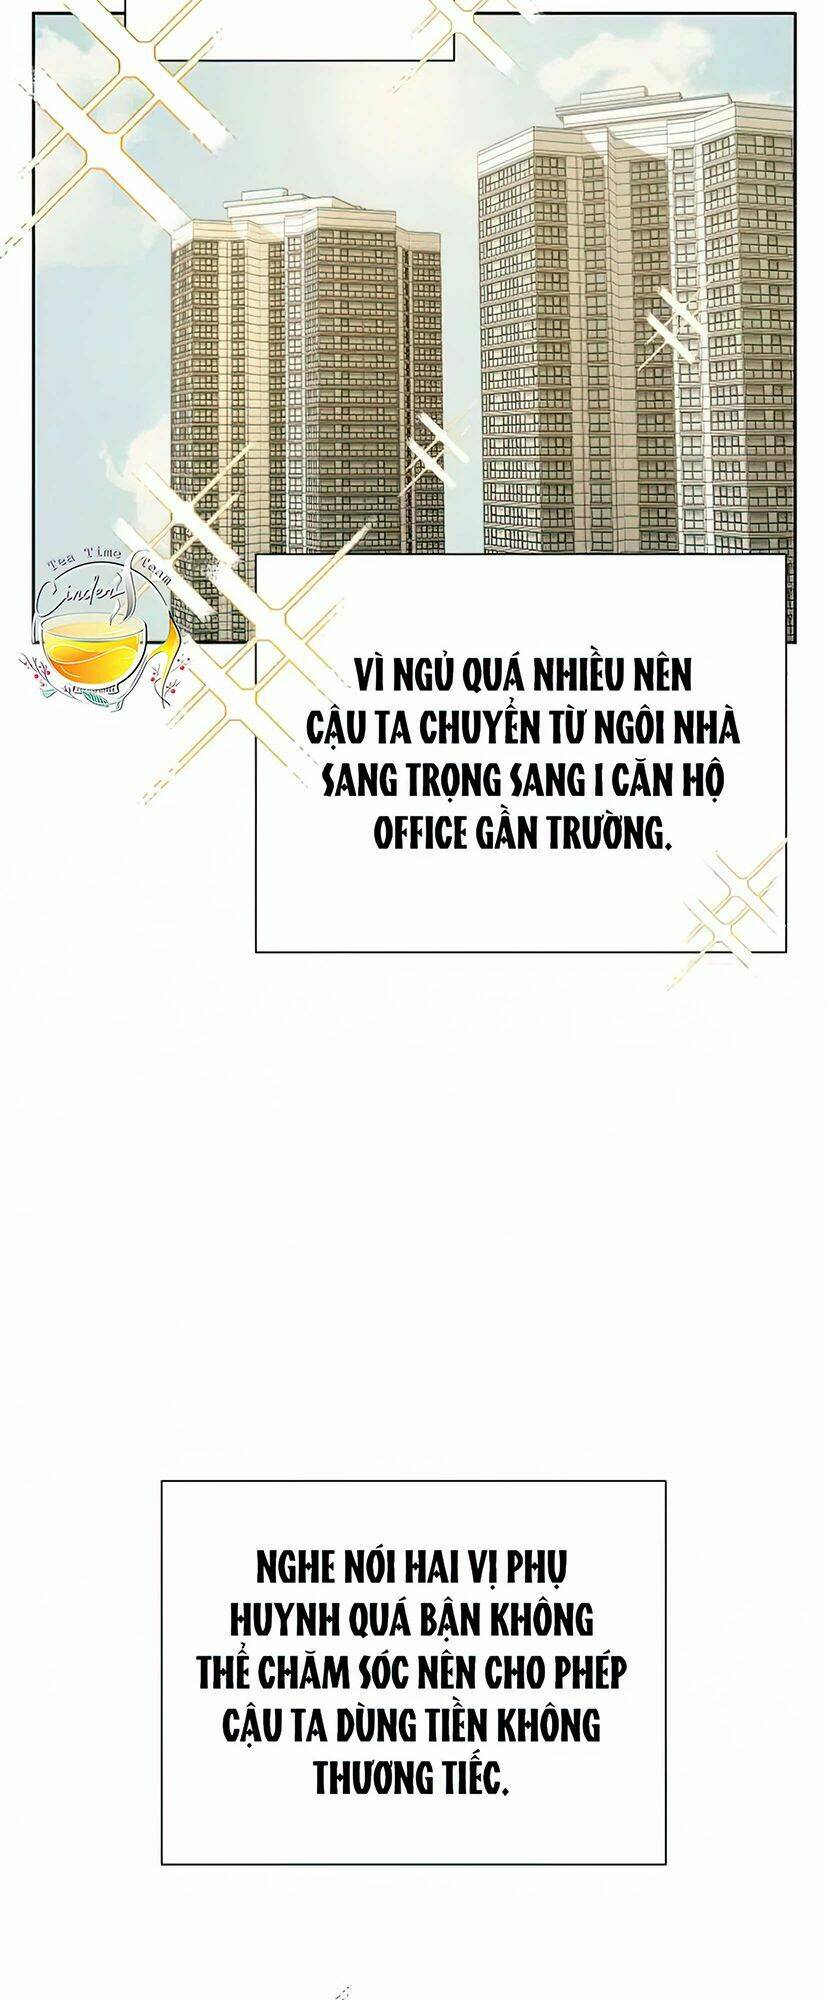 Tea Time Team
Cinders
VÌ NGỦ QUÁ NHIỀU NÊN
CẬU TA CHUYỂN TỪ NGÔI NHÀ
SANG TRỌNG SANG 1 CĂN HỘ
OFFICE GẦN TRƯỜNG.
NGHE NÓI HAI VỊ PHỤ
HUYNH QUÁ BẬN KHÔNG
THỂ CHĂM SÓC NÊN CHO PHÉP
CẬU TA DÙNG TIỀN KHÔNG
THƯƠNG TIẾC.